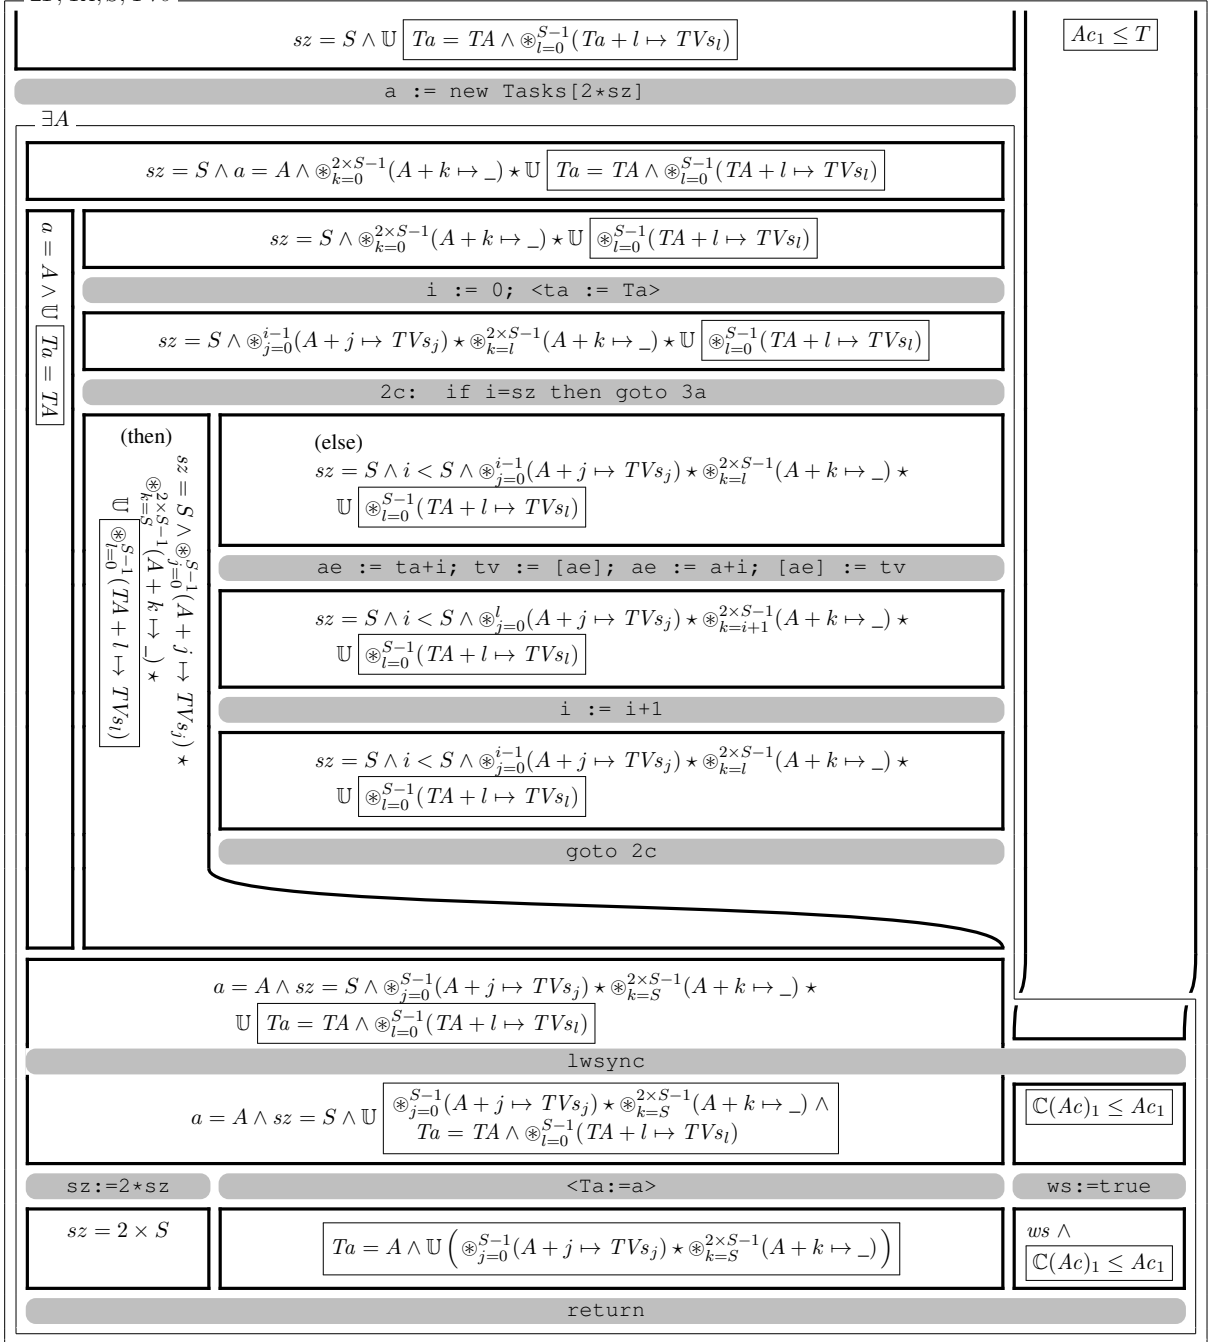 sz = S ∧ 𝕌 Ta = TA ∧ ⊛_{l=0}^{S−1}(Ta + l ↦ TVs_l)
Ac₁ ≤ T
a := new Tasks[2*sz]
∃A
sz = S ∧ a = A ∧ ⊛_{k=0}^{2×S−1}(A + k ↦ _) ⋆ 𝕌 Ta = TA ∧ ⊛_{l=0}^{S−1}(TA + l ↦ TVs_l)
a = A ∧ 𝕌 Ta = TA
sz = S ∧ ⊛_{k=0}^{2×S−1}(A + k ↦ _) ⋆ 𝕌 ⊛_{l=0}^{S−1}(TA + l ↦ TVs_l)
i := 0; <ta := Ta>
sz = S ∧ ⊛_{j=0}^{i−1}(A + j ↦ TVs_j) ⋆ ⊛_{k=l}^{2×S−1}(A + k ↦ _) ⋆ 𝕌 ⊛_{l=0}^{S−1}(TA + l ↦ TVs_l)
2c: if i=sz then goto 3a
(then)
sz = S ∧ ⊛_{j=0}^{S−1}(A + j ↦ TVs_j) ⋆
⊛_{k=S}^{2×S−1}(A + k ↦ _) ⋆
𝕌 ⊛_{l=0}^{S−1}(TA + l ↦ TVs_l)
(else)
sz = S ∧ i < S ∧ ⊛_{j=0}^{i−1}(A + j ↦ TVs_j) ⋆ ⊛_{k=l}^{2×S−1}(A + k ↦ _) ⋆
𝕌 ⊛_{l=0}^{S−1}(TA + l ↦ TVs_l)
ae := ta+i; tv := [ae]; ae := a+i; [ae] := tv
sz = S ∧ i < S ∧ ⊛_{j=0}^{l}(A + j ↦ TVs_j) ⋆ ⊛_{k=i+1}^{2×S−1}(A + k ↦ _) ⋆
𝕌 ⊛_{l=0}^{S−1}(TA + l ↦ TVs_l)
i := i+1
sz = S ∧ i < S ∧ ⊛_{j=0}^{i−1}(A + j ↦ TVs_j) ⋆ ⊛_{k=l}^{2×S−1}(A + k ↦ _) ⋆
𝕌 ⊛_{l=0}^{S−1}(TA + l ↦ TVs_l)
goto 2c
a = A ∧ sz = S ∧ ⊛_{j=0}^{S−1}(A + j ↦ TVs_j) ⋆ ⊛_{k=S}^{2×S−1}(A + k ↦ _) ⋆
𝕌 Ta = TA ∧ ⊛_{l=0}^{S−1}(TA + l ↦ TVs_l)
lwsync
a = A ∧ sz = S ∧ 𝕌 ⊛_{j=0}^{S−1}(A + j ↦ TVs_j) ⋆ ⊛_{k=S}^{2×S−1}(A + k ↦ _) ∧
Ta = TA ∧ ⊛_{l=0}^{S−1}(TA + l ↦ TVs_l)
ℂ(Ac)₁ ≤ Ac₁
sz:=2*sz
<Ta:=a>
ws:=true
sz = 2 × S
Ta = A ∧ 𝕌 (⊛_{j=0}^{S−1}(A + j ↦ TVs_j) ⋆ ⊛_{k=S}^{2×S−1}(A + k ↦ _))
ws ∧
ℂ(Ac)₁ ≤ Ac₁
return